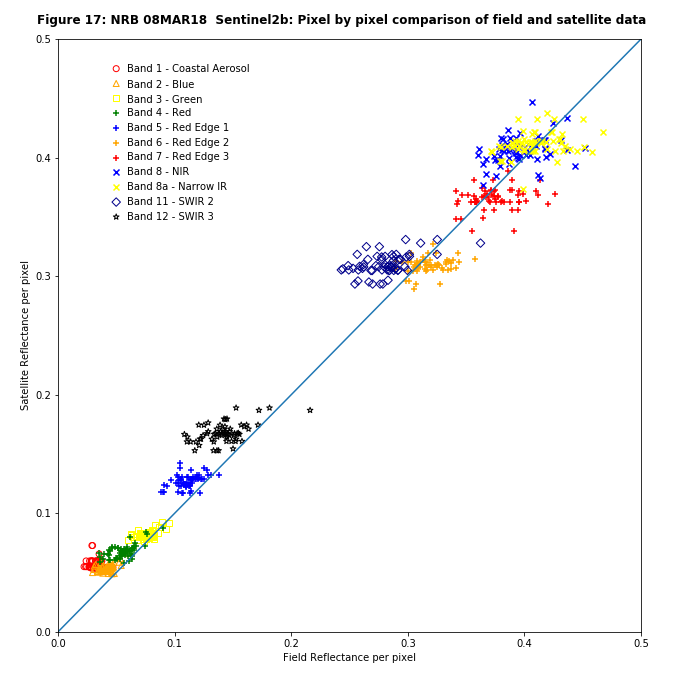 Figure 17: NRB 08MAR18  Sentinel2b: Pixel by pixel comparison of field and satellite data
0.5
Band 1 - Coastal Aerosol
Band 2 - Blue
Band 3 - Green
Band 4 - Red
Band 5 - Red Edge 1
Band 6 - Red Edge 2
Band 7 - Red Edge 3
Band 8 - NIR
Band 8a - Narrow IR
Band 11 - SWIR 2
Band 12 - SWIR 3
0.4
0.3
0.2
0.1
0.0
Satellite Reflectance per pixel
0.0 0.1 0.2 0.3 0.4 0.5
Field Reflectance per pixel